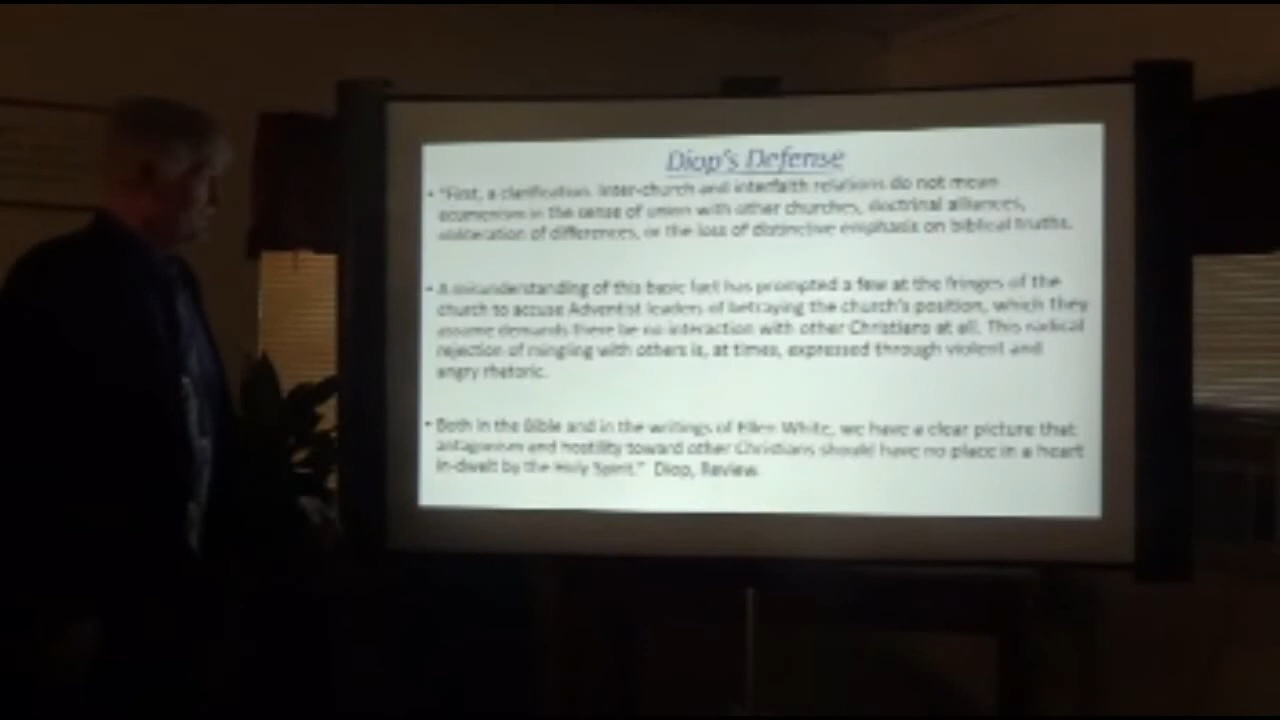 Diop's Defense
• "First, a clarification. Inter-church and interfaith relations do not mean
ecumenism in the sense of union with other churches, doctrinal alliances,
obliteration of differences, or the loss of distinctive emphasis on biblical truths.
• A misunderstanding of this basic fact has prompted a few at the fringes of the
church to accuse Adventist leaders of betraying the church's position, which they
assume demands there be no interaction with other Christians at all. This radical
rejection of mingling with others is, at times, expressed through violent and
angry rhetoric.
• Both in the Bible and in the writings of Ellen White, we have a clear picture that
antagonism and hostility toward other Christians should have no place in a heart
in-dwelt by the Holy Spirit." Diop, Review